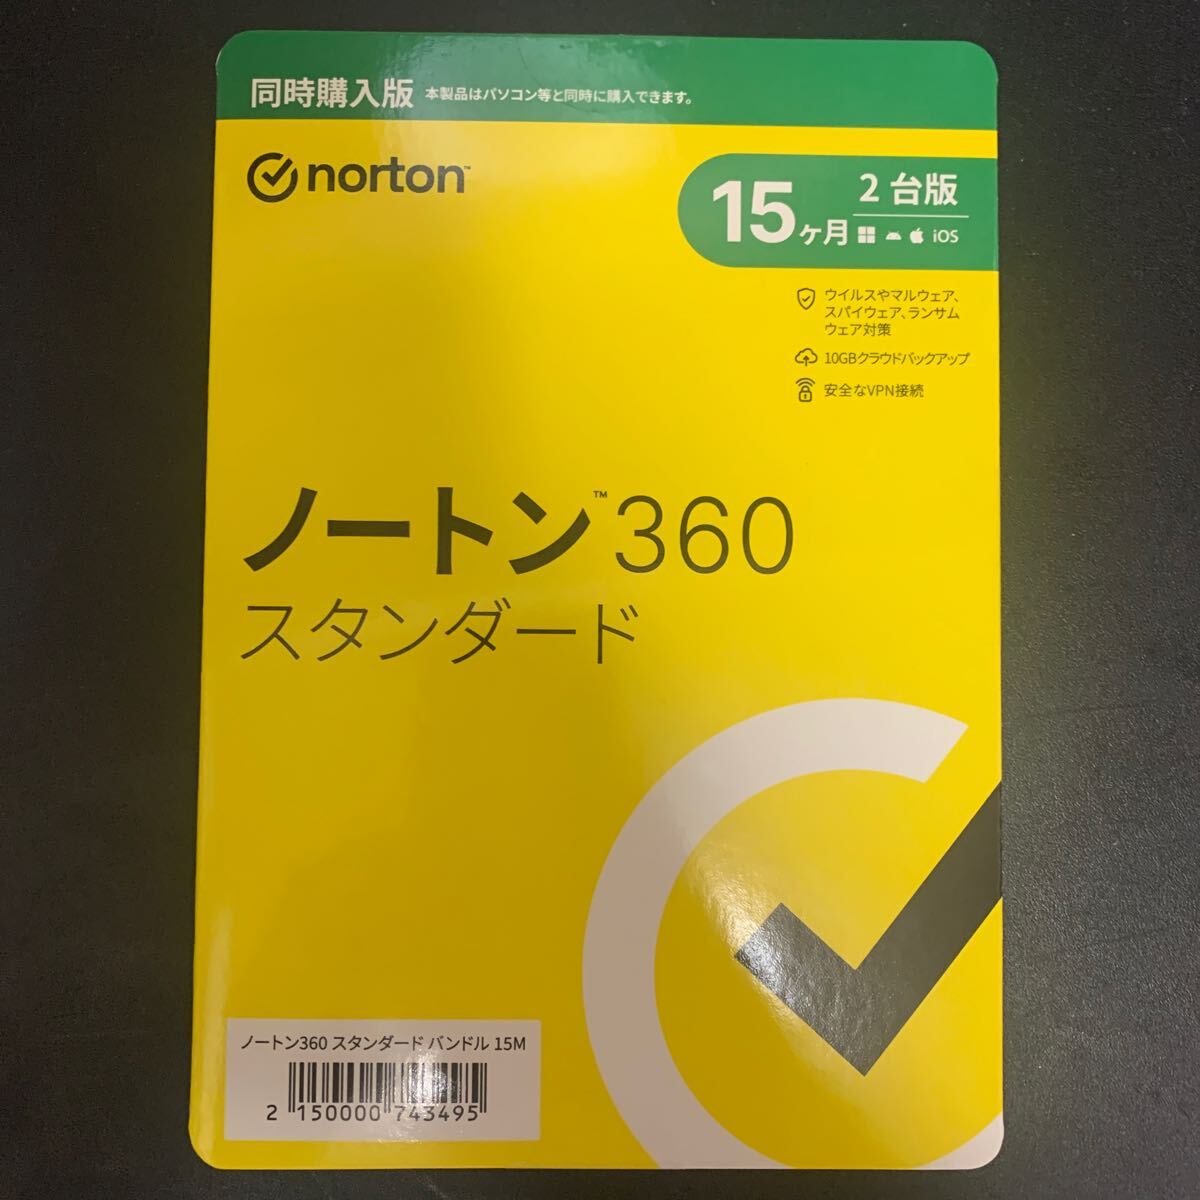 同時購入版 本製品はパソコン等と同時に購入できます。
norton™
15ヶ月
2台版
iOS
ウイルスやマルウェア、
スパイウェア、ランサム
ウェア対策
10GBクラウドバックアップ
安全なVPN接続
ノートン™ 360
スタンダード
ノートン360 スタンダード バンドル 15M
2 150000 743495